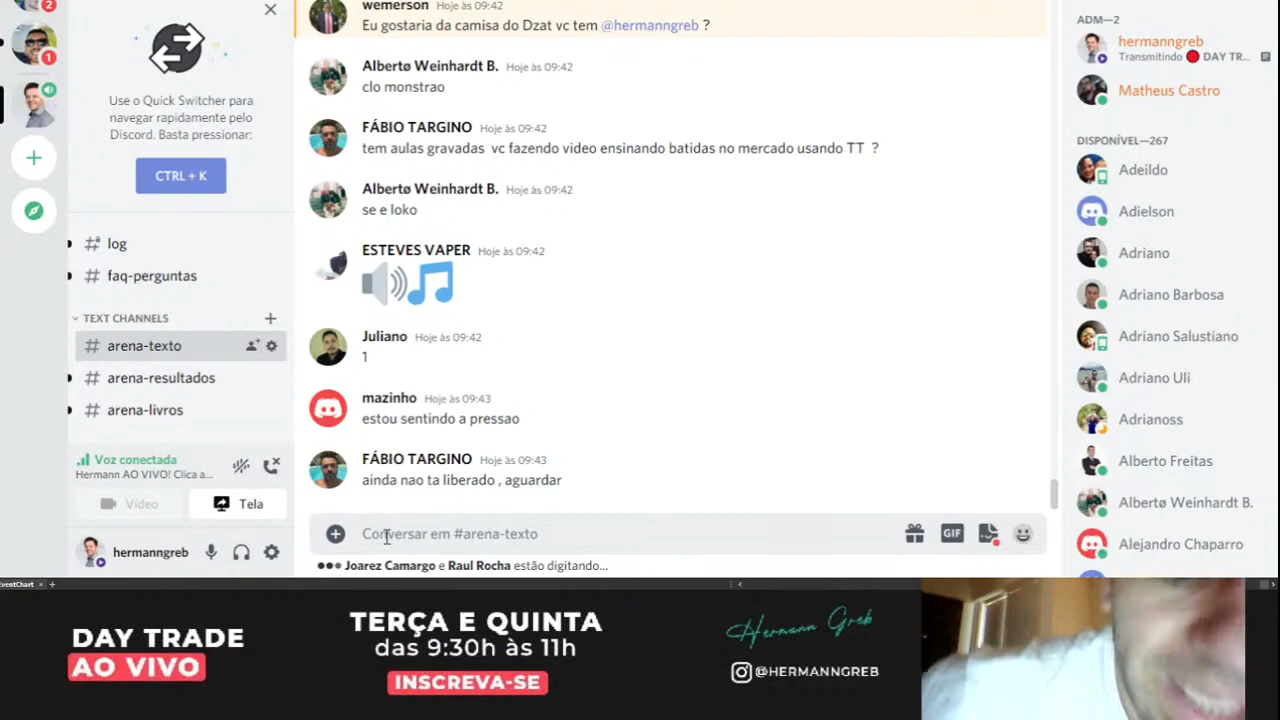 2
1
Use o Quick Switcher para
navegar rapidamente pelo
Discord. Basta pressionar:
CTRL + K
log
faq-perguntas
TEXT CHANNELS
arena-texto
arena-resultados
arena-livros
Voz conectada
Hermann AO VIVO! Clica a...
Vídeo
Tela
hermanngreb
wemerson Hoje às 09:42
Eu gostaria da camisa do Dzat vc tem @hermanngreb ?
Albertø Weinhardt B. Hoje às 09:42
clo monstrao
FÁBIO TARGINO Hoje às 09:42
tem aulas gravadas vc fazendo video ensinando batidas no mercado usando TT ?
Albertø Weinhardt B. Hoje às 09:42
se e loko
ESTEVES VAPER Hoje às 09:42
Juliano Hoje às 09:42
1
mazinho Hoje às 09:43
estou sentindo a pressao
FÁBIO TARGINO Hoje às 09:43
ainda nao ta liberado , aguardar
Conversar em #arena-texto
GIF
Joarez Camargo e Raul Rocha estão digitando...
ADM—2
hermanngreb
Transmitindo DAY TR...
Matheus Castro
DISPONÍVEL—267
Adeildo
Adielson
Adriano
Adriano Barbosa
Adriano Salustiano
Adriano Uli
Adrianoss
Alberto Freitas
Albertø Weinhardt B.
Alejandro Chaparro
EventChart
DAY TRADE
AO VIVO
TERÇA E QUINTA
das 9:30h às 11h
INSCREVA-SE
Hermann Greb
@HERMANNGREB